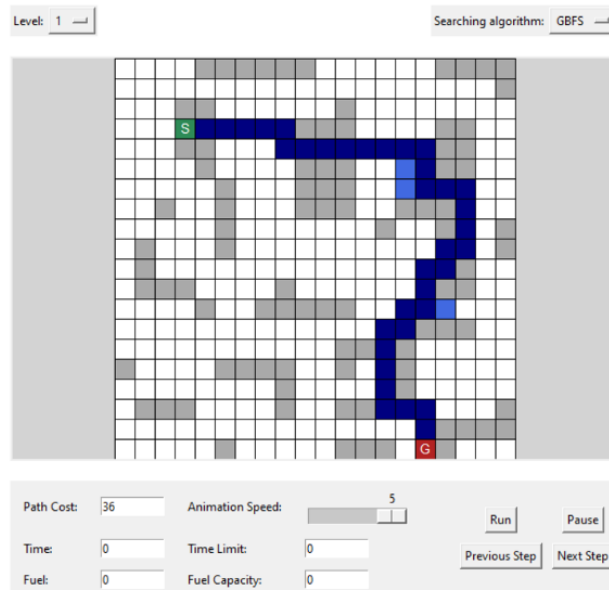 Level: 1 Searching algorithm: GBFS
S
G
Path Cost: 36 Animation Speed: 5 Run Pause
Time: 0 Time Limit: 0 Previous Step Next Step
Fuel: 0 Fuel Capacity: 0